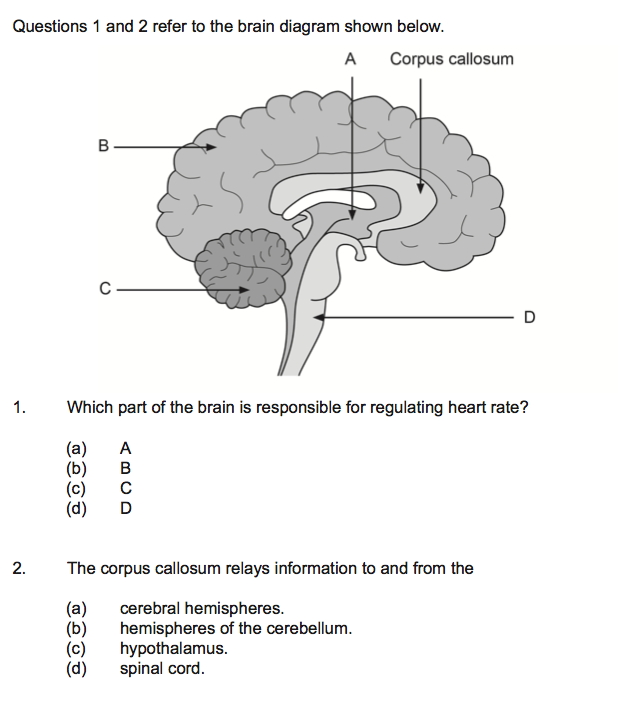 Questions 1 and 2 refer to the brain diagram shown below.
A Corpus callosum
B
C
D
1. Which part of the brain is responsible for regulating heart rate?
(a) A
(b) B
(c) C
(d) D
2. The corpus callosum relays information to and from the
(a) cerebral hemispheres.
(b) hemispheres of the cerebellum.
(c) hypothalamus.
(d) spinal cord.